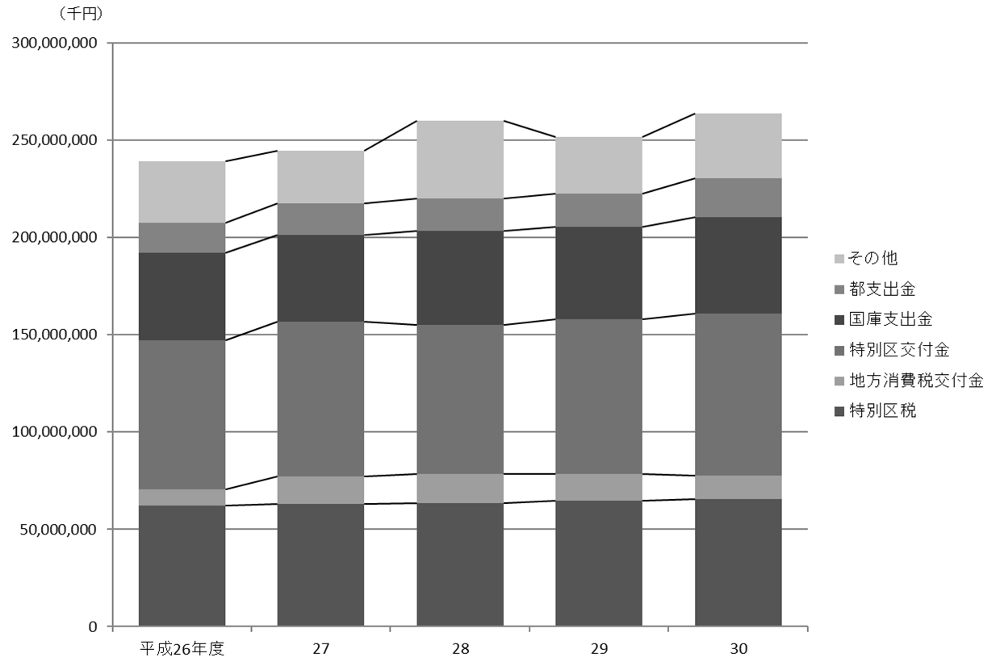 （千円）
300,000,000
250,000,000
200,000,000
150,000,000
100,000,000
50,000,000
0
平成26年度
27
28
29
30
その他
都支出金
国庫支出金
特別区交付金
地方消費税交付金
特別区税